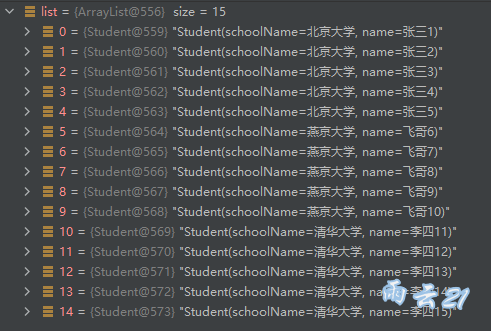 list = {ArrayList@556} size = 15
0 = {Student@559} "Student(schoolName=北京大学, name=张三1)"
1 = {Student@560} "Student(schoolName=北京大学, name=张三2)"
2 = {Student@561} "Student(schoolName=北京大学, name=张三3)"
3 = {Student@562} "Student(schoolName=北京大学, name=张三4)"
4 = {Student@563} "Student(schoolName=北京大学, name=张三5)"
5 = {Student@564} "Student(schoolName=燕京大学, name=飞哥6)"
6 = {Student@565} "Student(schoolName=燕京大学, name=飞哥7)"
7 = {Student@566} "Student(schoolName=燕京大学, name=飞哥8)"
8 = {Student@567} "Student(schoolName=燕京大学, name=飞哥9)"
9 = {Student@568} "Student(schoolName=燕京大学, name=飞哥10)"
10 = {Student@569} "Student(schoolName=清华大学, name=李四11)"
11 = {Student@570} "Student(schoolName=清华大学, name=李四12)"
12 = {Student@571} "Student(schoolName=清华大学, name=李四13)"
13 = {Student@572} "Student(schoolName=清华大学, name=李四14)"
14 = {Student@573} "Student(schoolName=清华大学, name=李四15)"
雨云21